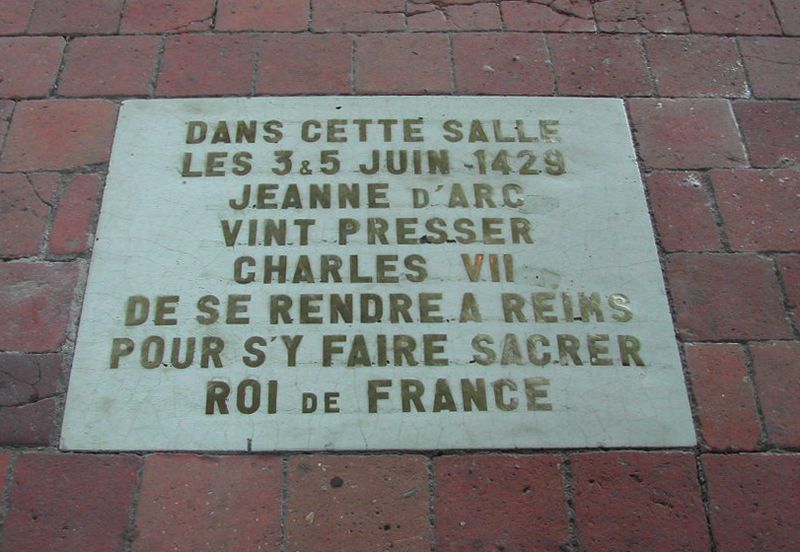 DANS CETTE SALLE
LES 3 & 5 JUIN 1429
JEANNE D'ARC
VINT PRESSER
CHARLES VII
DE SE RENDRE A REIMS
POUR S'Y FAIRE SACRER
ROI DE FRANCE